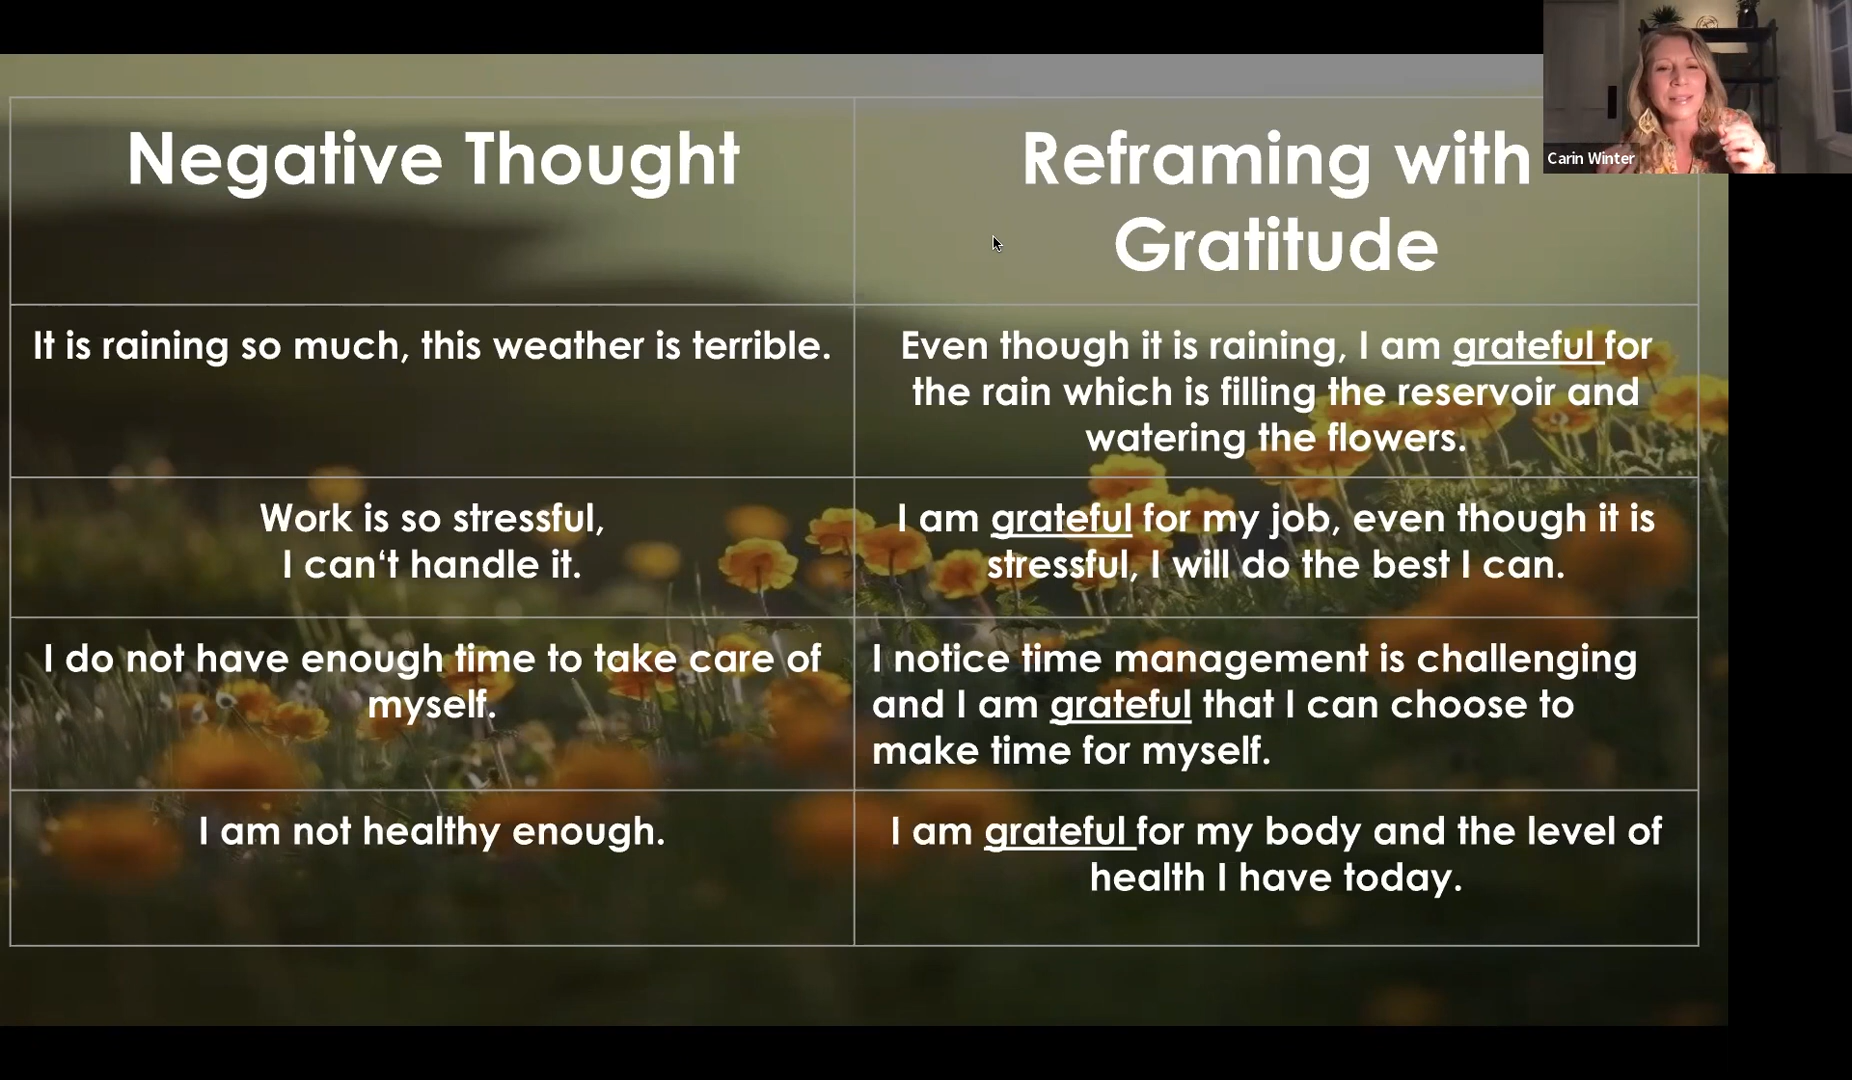 Negative Thought
Reframing with
Gratitude
Carin Winter
It is raining so much, this weather is terrible.
Even though it is raining, I am grateful for
the rain which is filling the reservoir and
watering the flowers.
Work is so stressful,
I can‘t handle it.
I am grateful for my job, even though it is
stressful, I will do the best I can.
I do not have enough time to take care of
myself.
I notice time management is challenging
and I am grateful that I can choose to
make time for myself.
I am not healthy enough.
I am grateful for my body and the level of
health I have today.